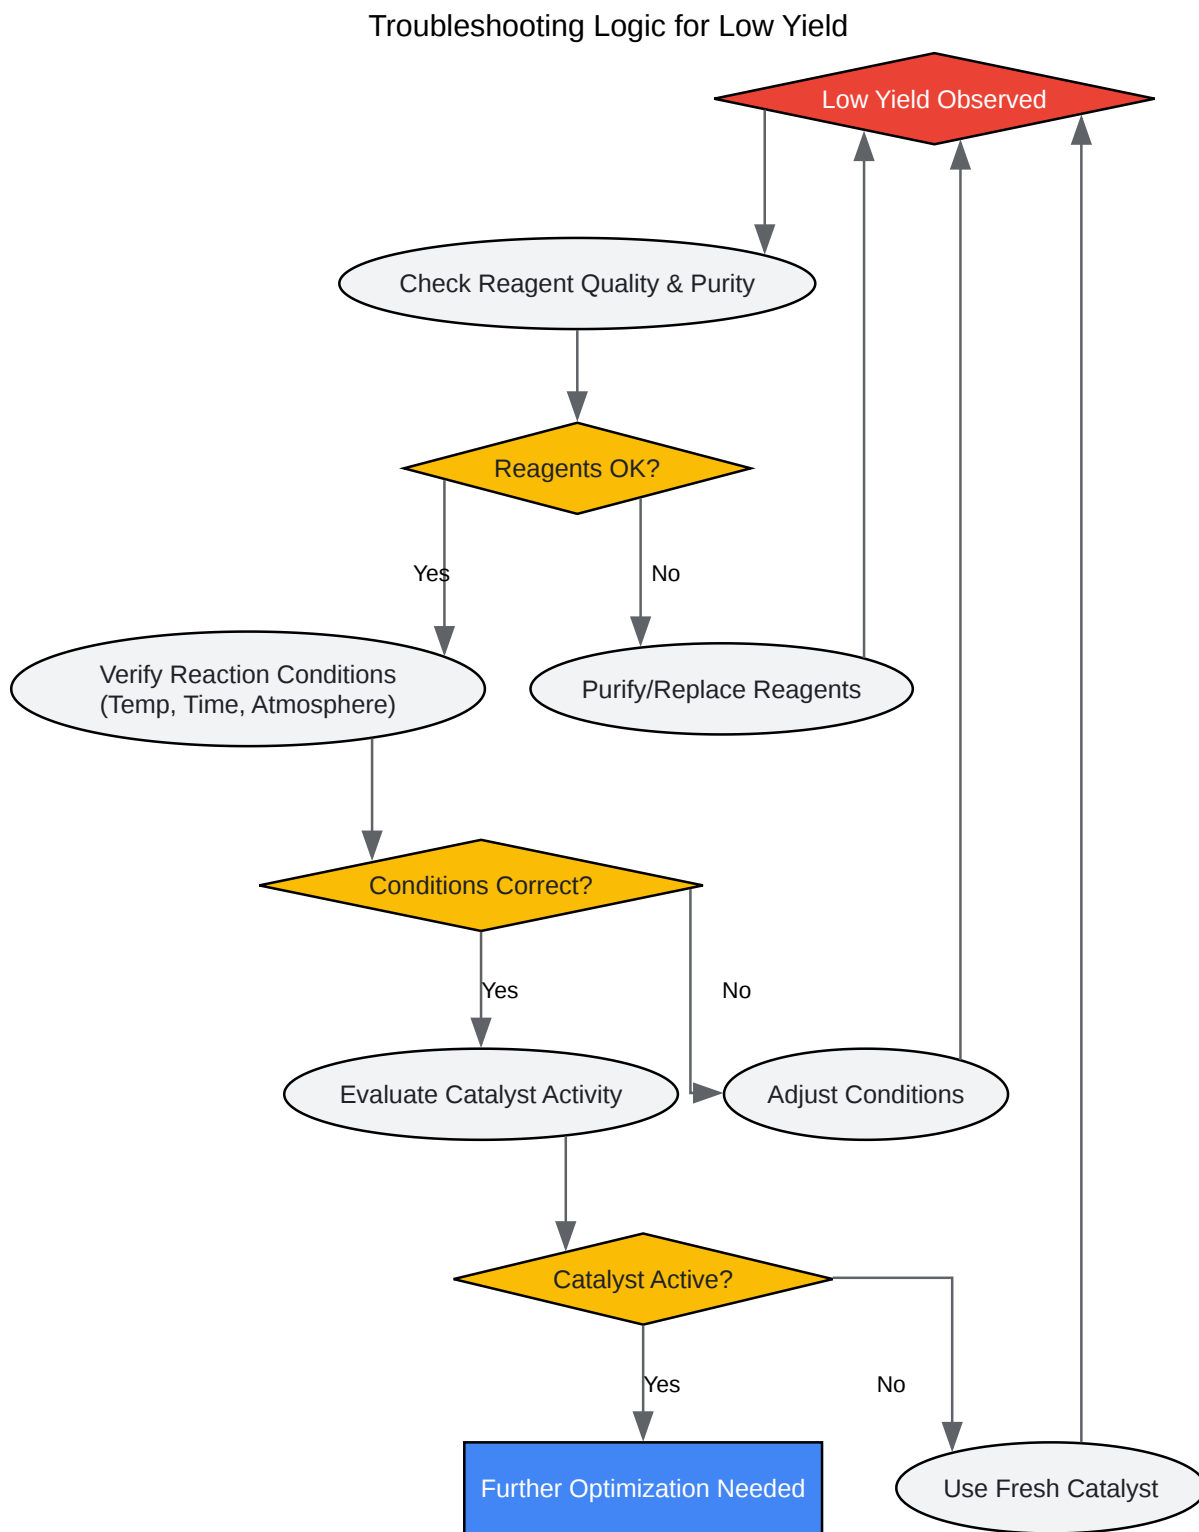 Troubleshooting Logic for Low Yield
Low Yield Observed
Check Reagent Quality & Purity
Reagents OK?
Yes
No
Verify Reaction Conditions
(Temp, Time, Atmosphere)
Purify/Replace Reagents
Conditions Correct?
Yes
No
Evaluate Catalyst Activity
Adjust Conditions
Catalyst Active?
Yes
No
Further Optimization Needed
Use Fresh Catalyst